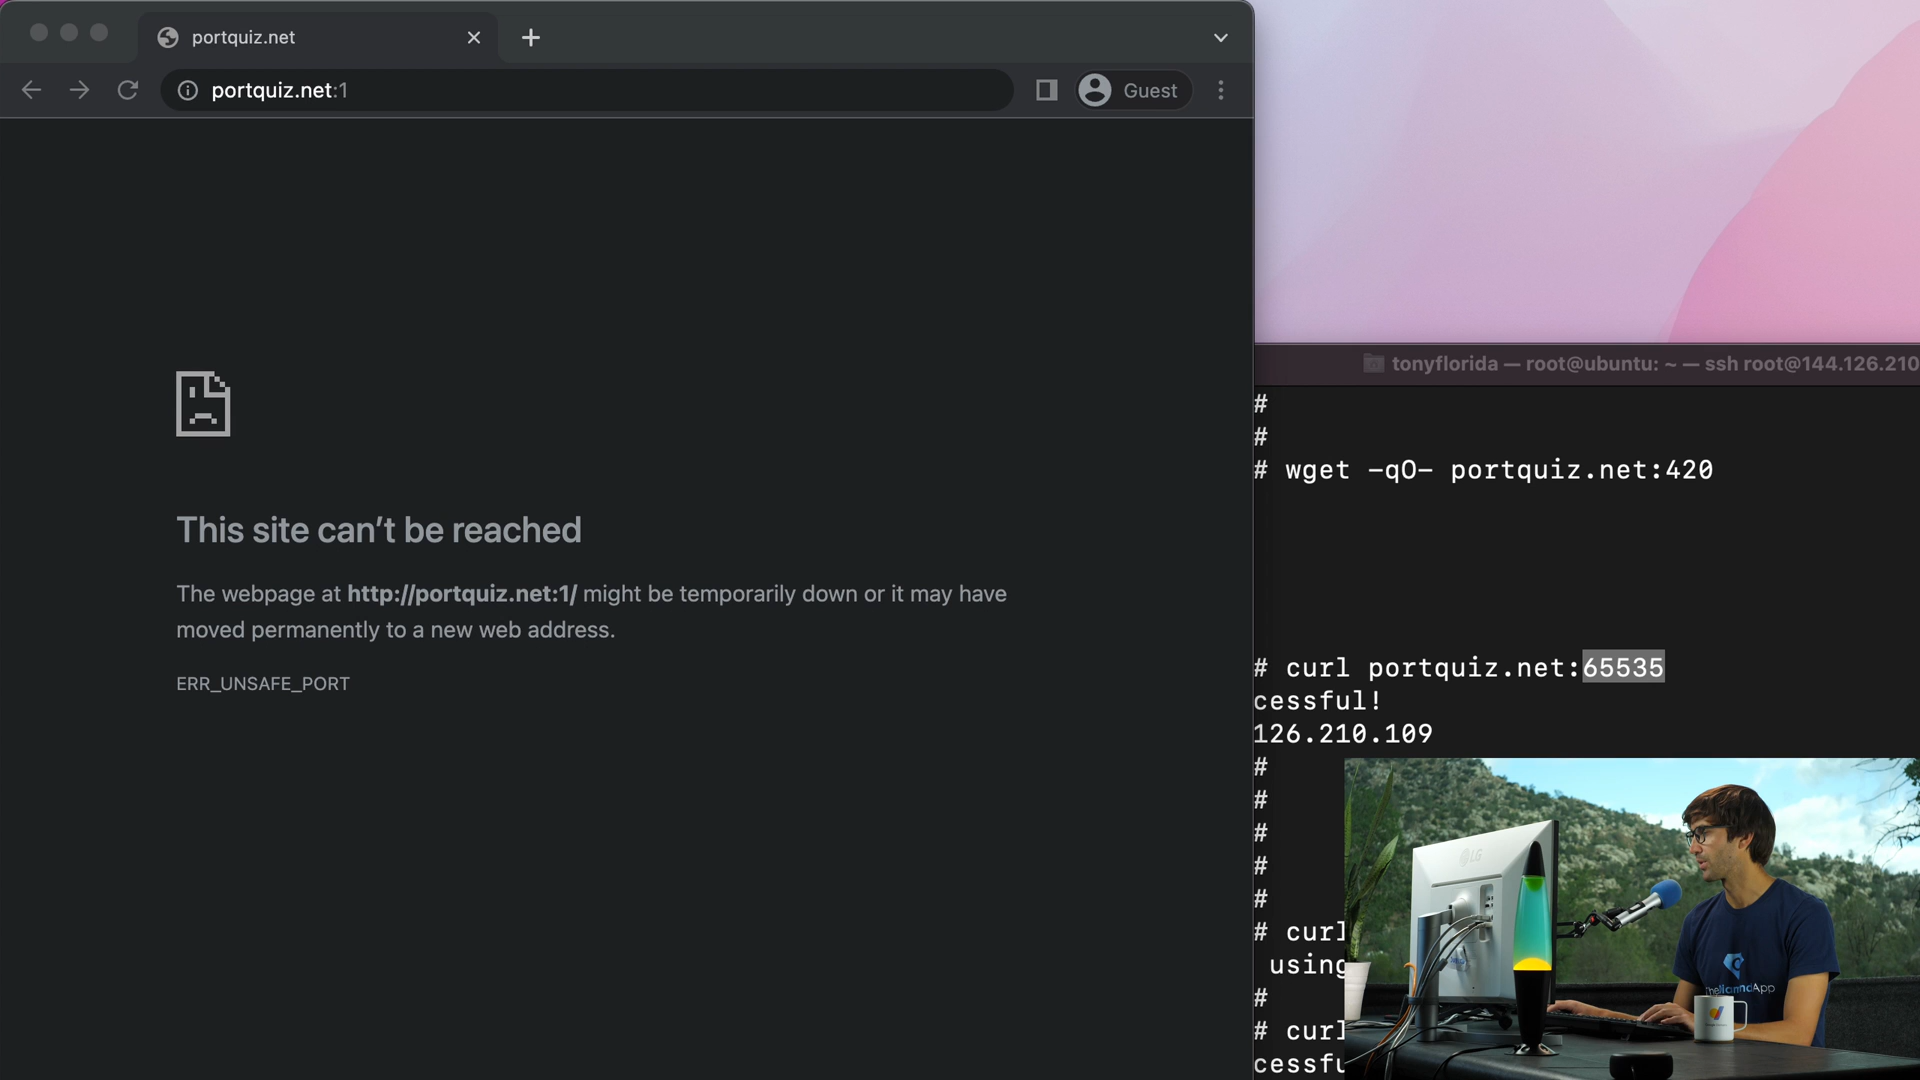 portquiz.net
portquiz.net:1
Guest
This site can't be reached
The webpage at http://portquiz.net:1/ might be temporarily down or it may have
moved permanently to a new web address.
ERR_UNSAFE_PORT
tonyflorida — root@ubuntu: ~ — ssh root@144.126.210
#
#
# wget -qO- portquiz.net:420
# curl portquiz.net:65535
cessful!
126.210.109
#
#
#
#
#
# curl
using
#
# curl
cessfu
LG